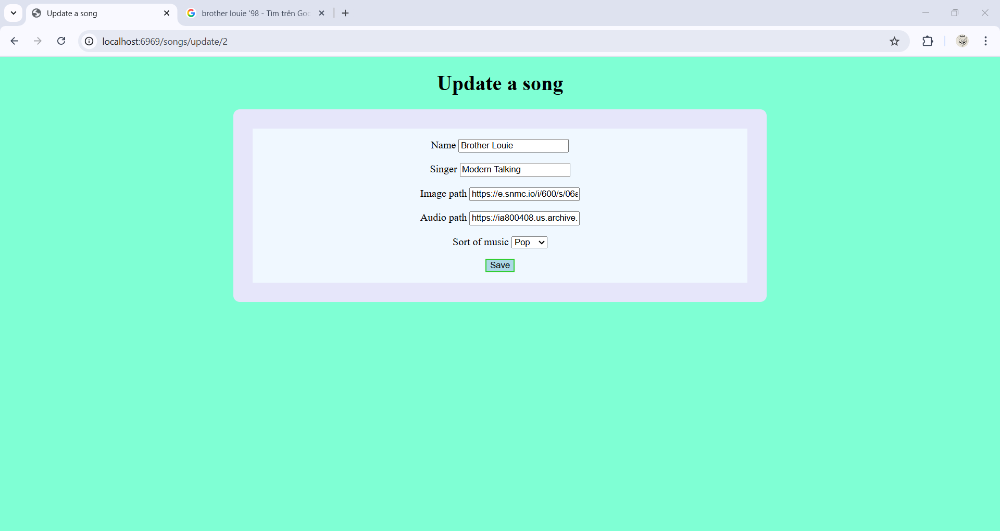 Update a song
brother louie '98 - Tìm trên Goo
localhost:6969/songs/update/2
Update a song
Name Brother Louie
Singer Modern Talking
Image path https://e.snmc.io/i/600/s/06a
Audio path https://ia800408.us.archive.
Sort of music Pop
Save